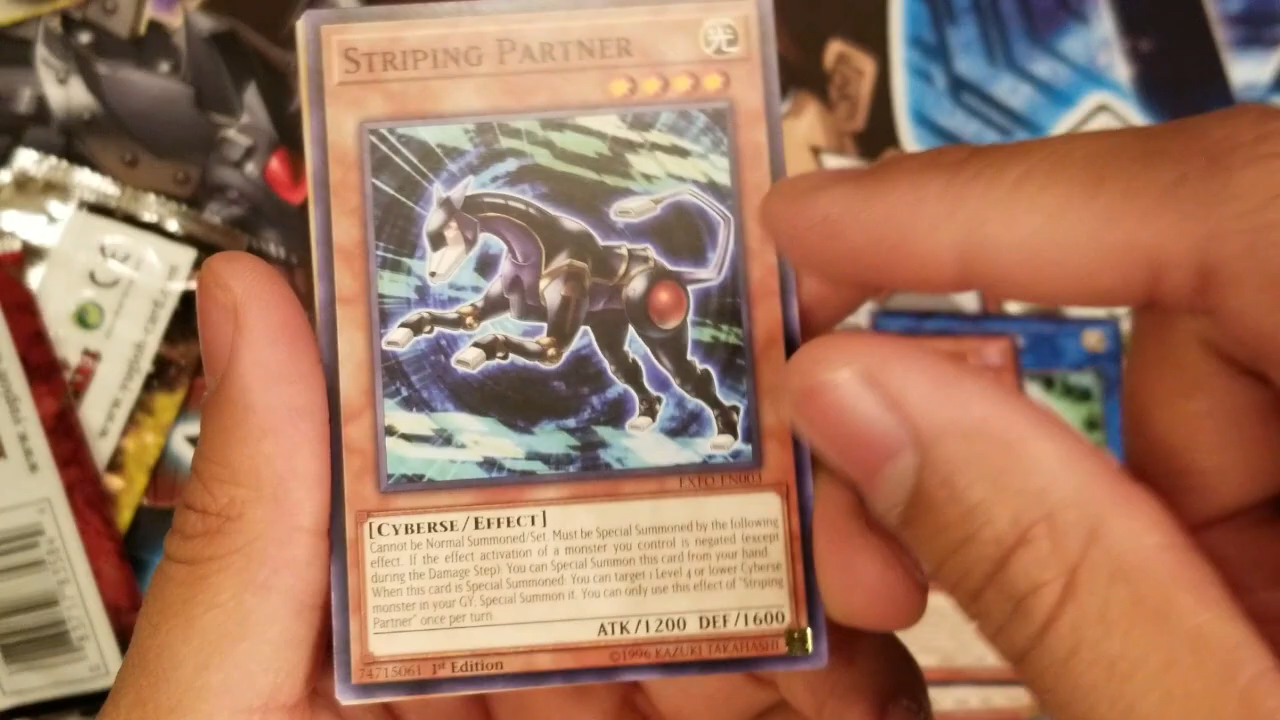 STRIPING PARTNER
光
EXFO-EN003
[CYBERSE/EFFECT]
Cannot be Normal Summoned/Set. Must be Special Summoned by the following
effect. If the effect activation of a monster you control is negated (except
during the Damage Step): You can Special Summon this card from your hand.
When this card is Special Summoned: You can target 1 Level 4 or lower Cyberse
monster in your GY; Special Summon it. You can only use this effect of "Striping
Partner" once per turn.
ATK/1200 DEF/1600
74715061 1st Edition
©1996 KAZUKI TAKAHASHI
CE